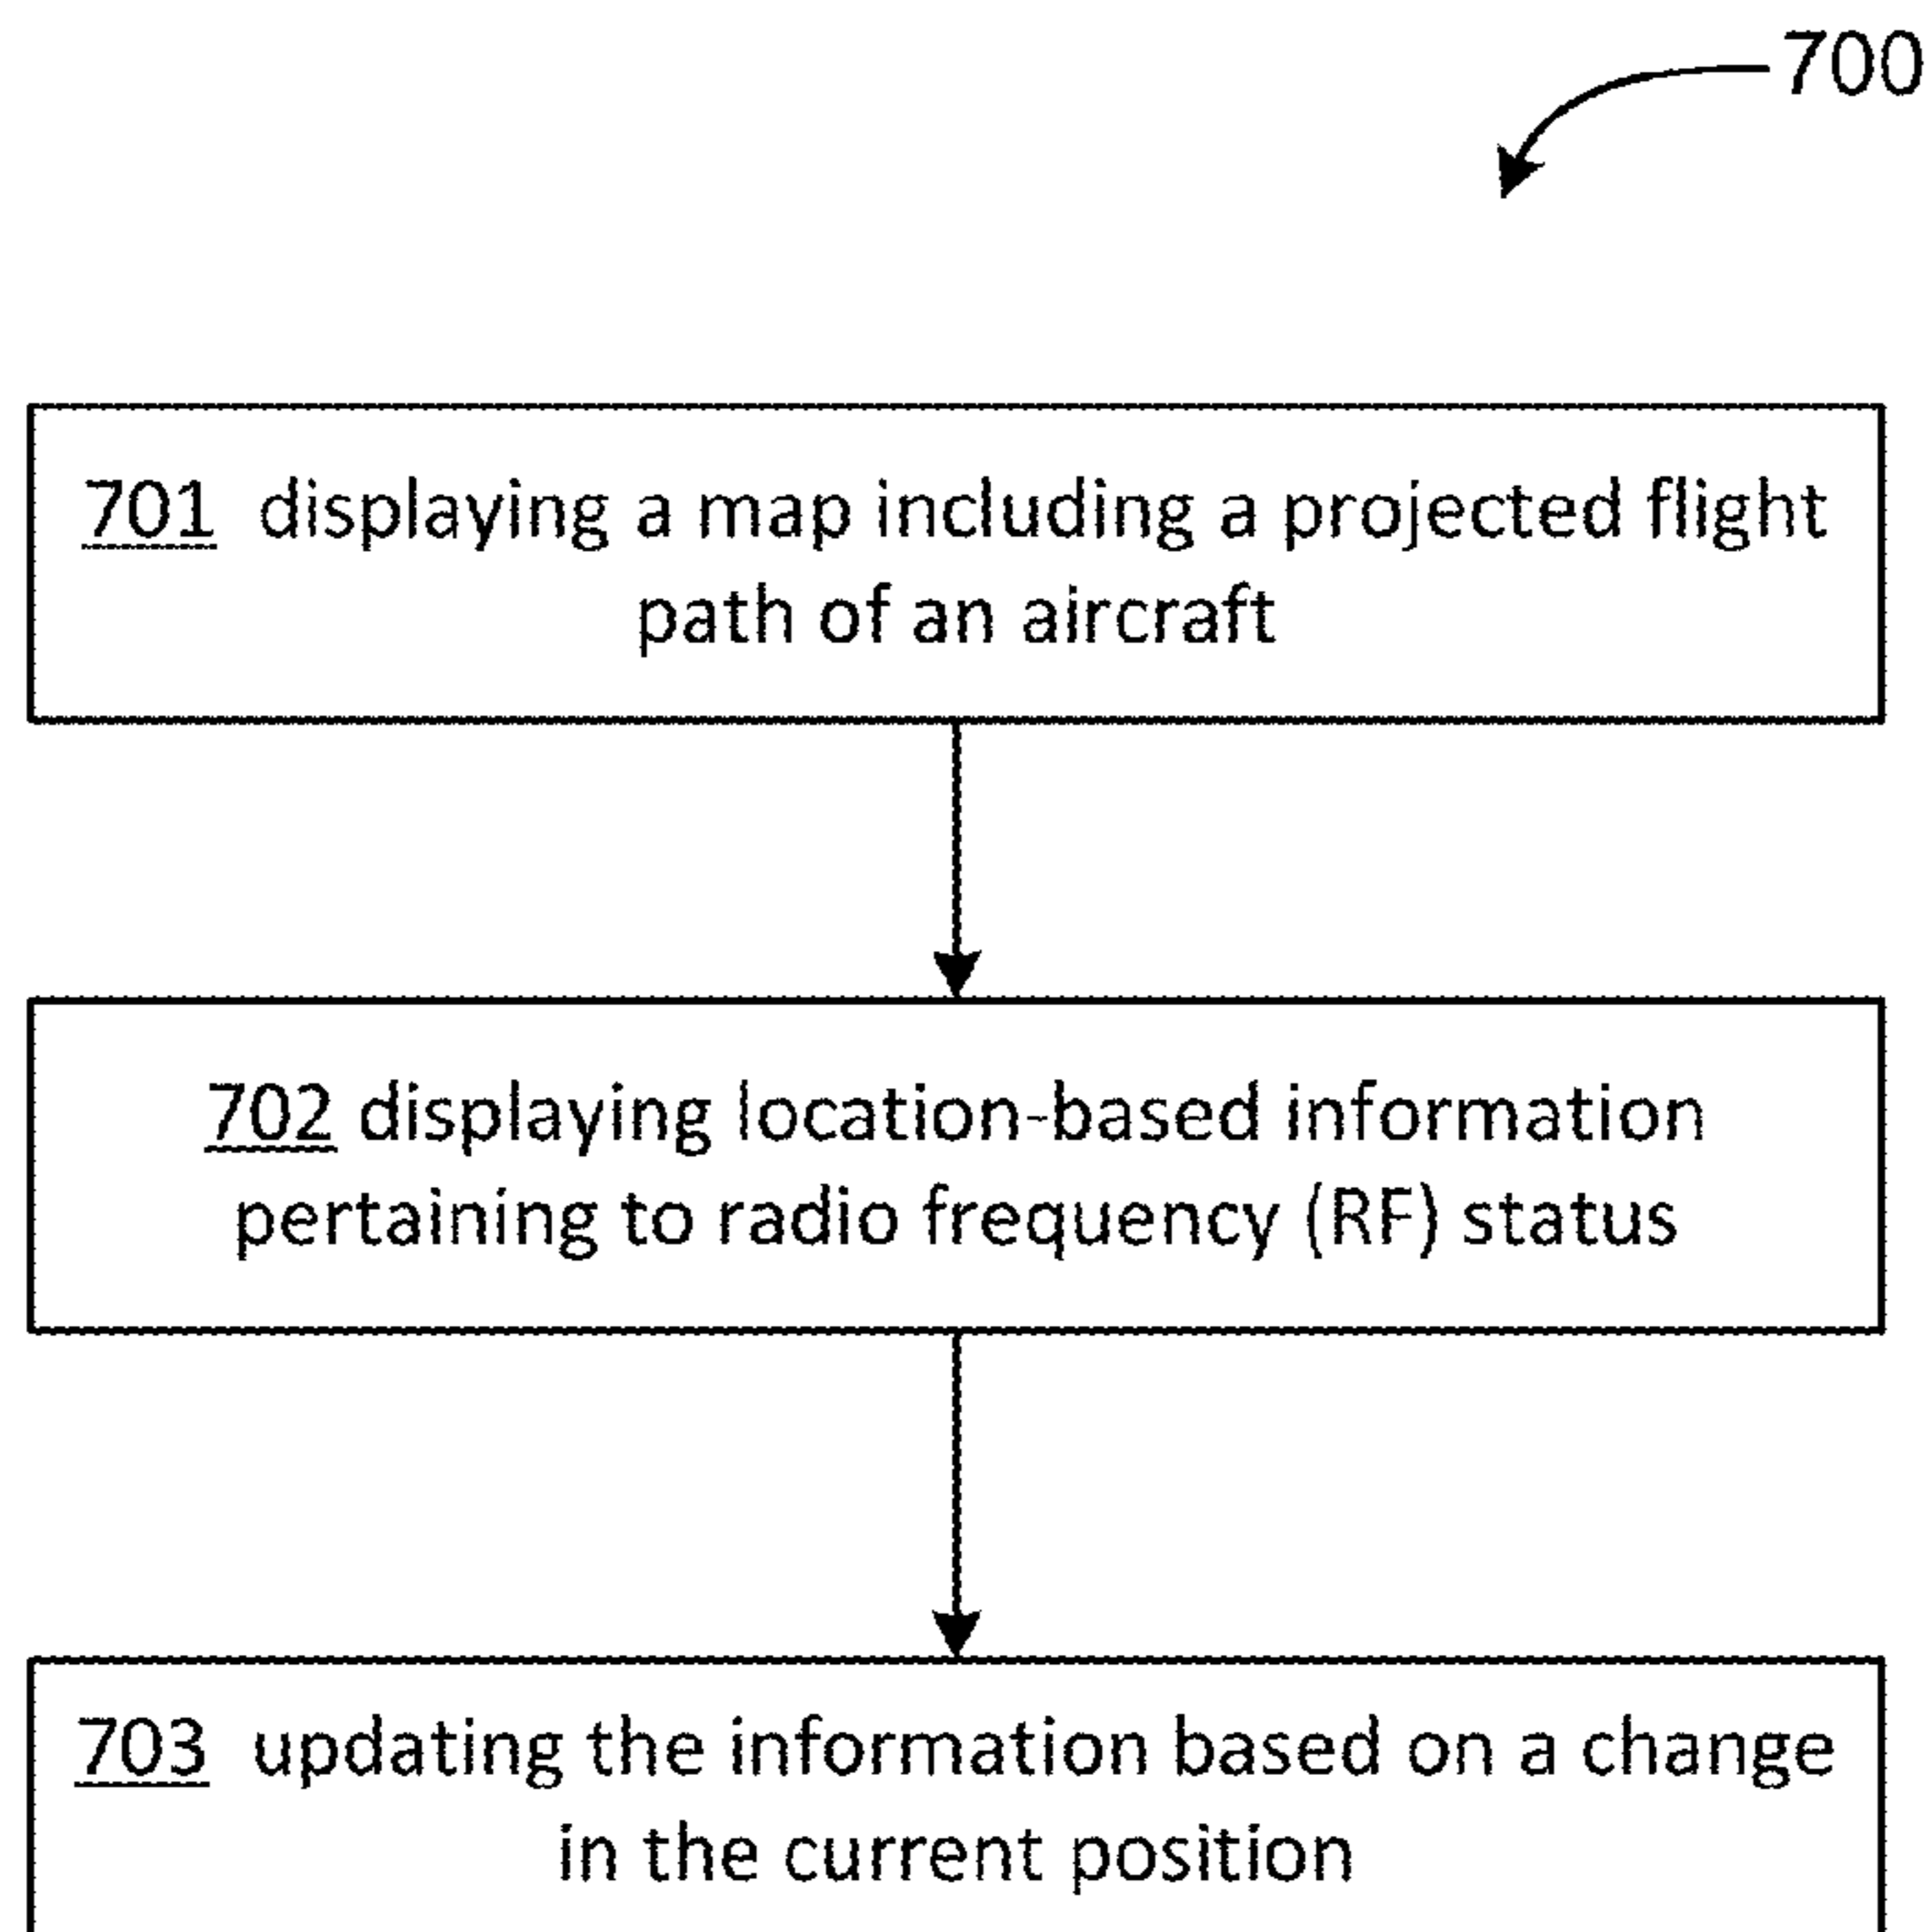 700
701 displaying a map including a projected flight
path of an aircraft
702 displaying location-based information
pertaining to radio frequency (RF) status
703 updating the information based on a change
in the current position